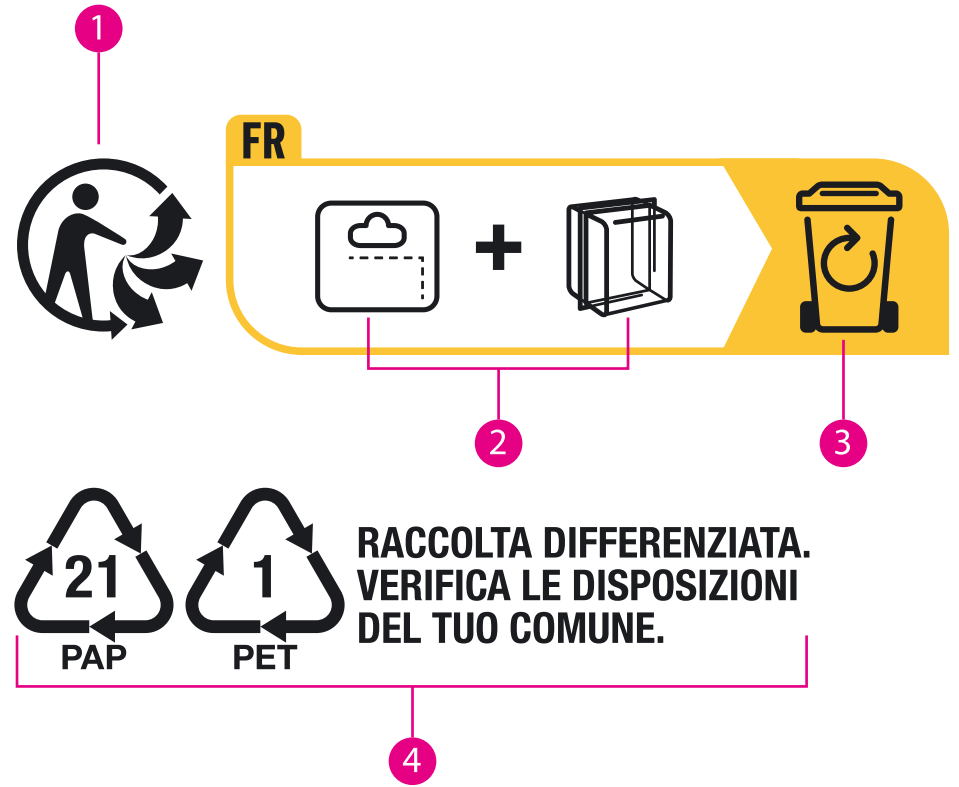 1
FR
2
3
21
PAP
1
PET
RACCOLTA DIFFERENZIATA.
VERIFICA LE DISPOSIZIONI
DEL TUO COMUNE.
4